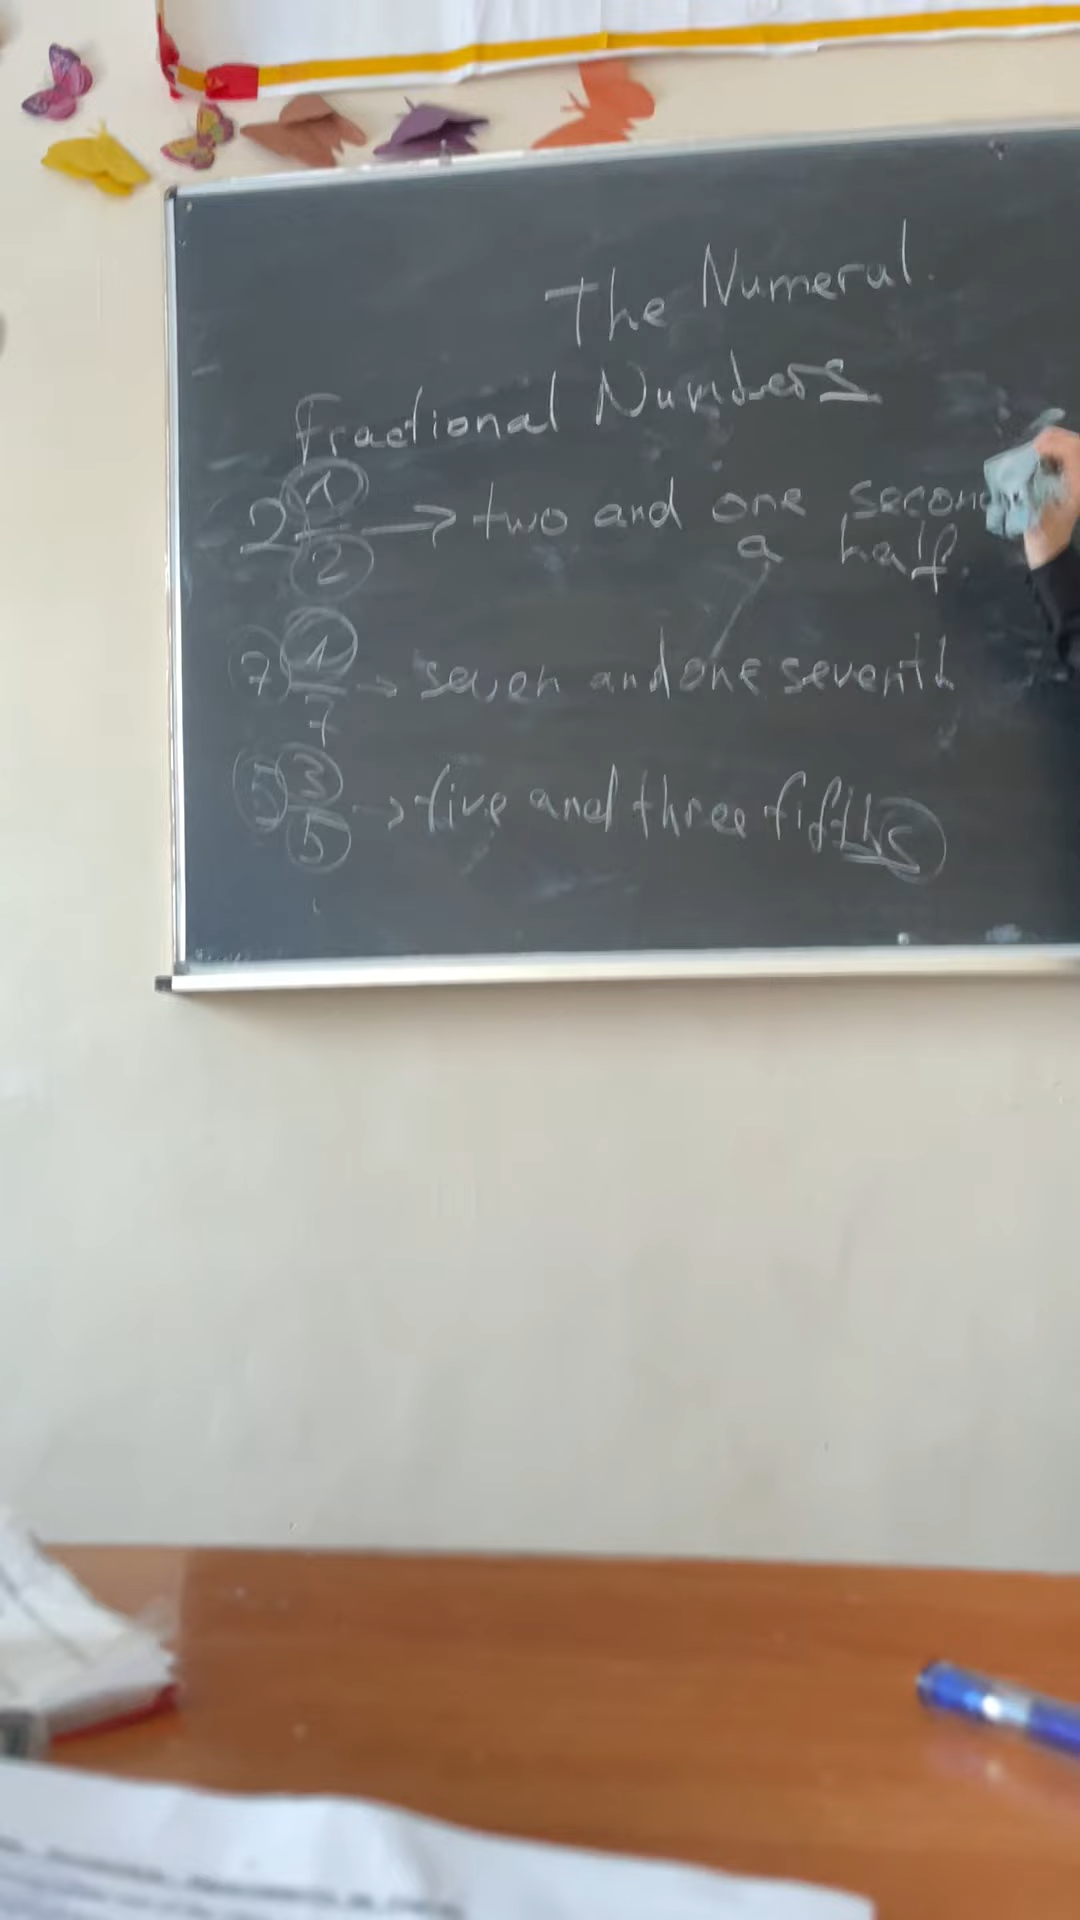 The Numeral.
Fractional Numbers
2 1/2 → two and one second
a half.
7 1/7 → seven and one seventh
5 3/5 → five and three fifths